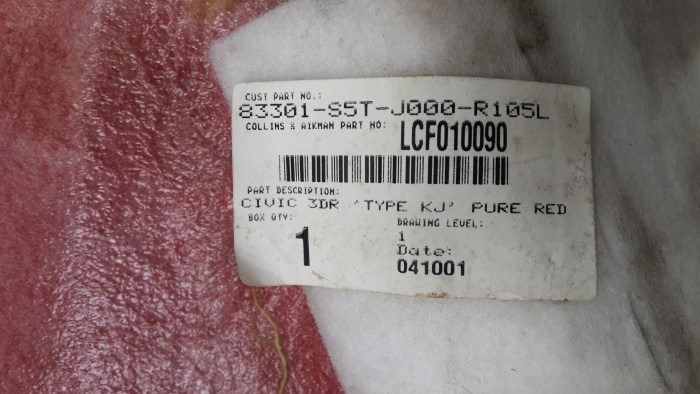 CUST PART NO.:
83301-S5T-J000-R105L
COLLINS & AIKMAN PART NO: LCF010090
PART DESCRIPTION:
CIVIC 3DR 'TYPE KJ' PURE RED
BOX QTY: DRAWING LEVEL:
1 1
Date:
041001